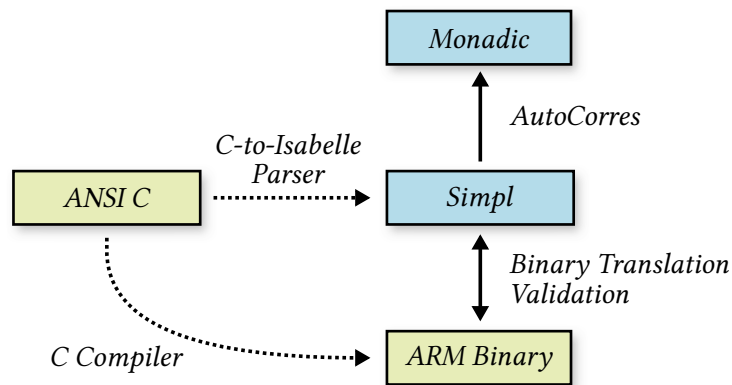 Monadic
AutoCorres
C-to-Isabelle
Parser
ANSI C
Simpl
Binary Translation
Validation
C Compiler
ARM Binary